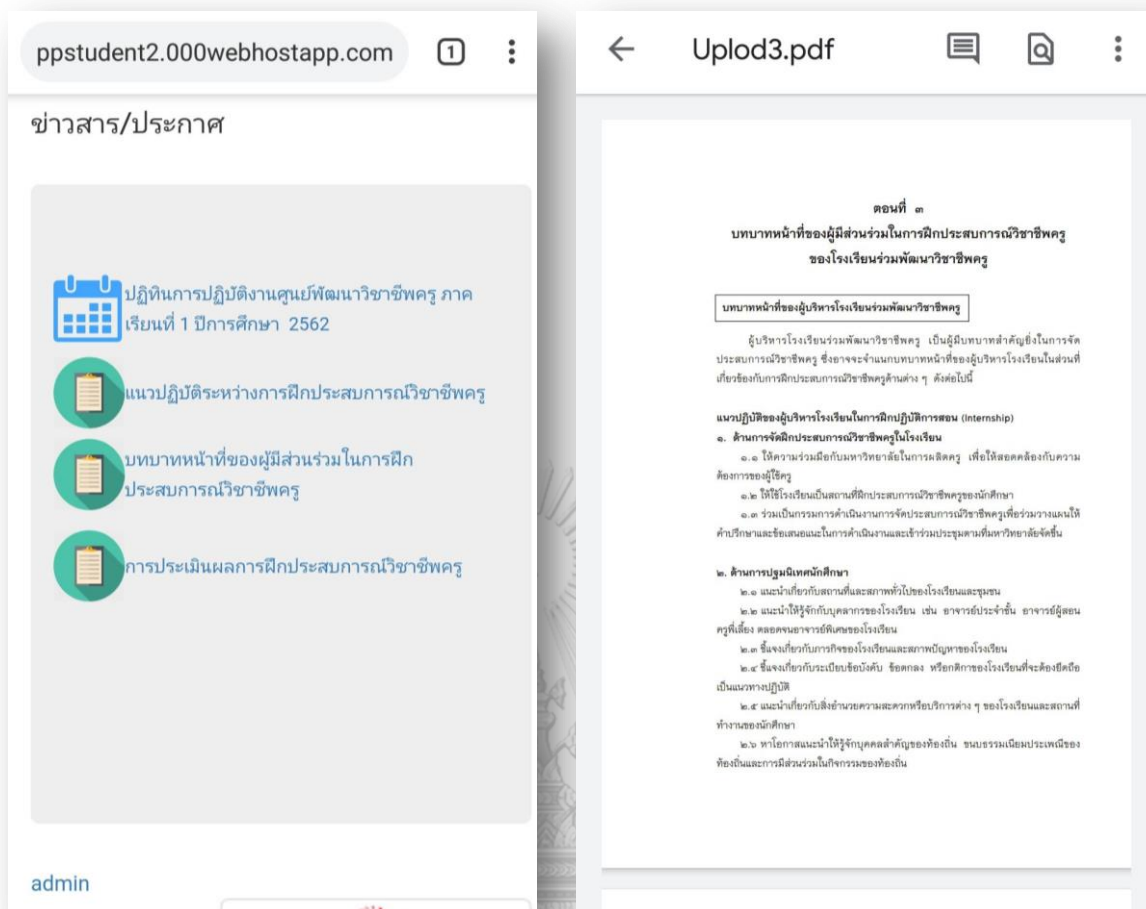 ppstudent2.000webhostapp.com
1
ข่าวสาร/ประกาศ
ปฏิทินการปฏิบัติงานศูนย์พัฒนาวิชาชีพครู ภาค
เรียนที่ 1 ปีการศึกษา 2562
แนวปฏิบัติระหว่างการฝึกประสบการณ์วิชาชีพครู
บทบาทหน้าที่ของผู้มีส่วนร่วมในการฝึก
ประสบการณ์วิชาชีพครู
การประเมินผลการฝึกประสบการณ์วิชาชีพครู
admin
Uplod3.pdf
ตอนที่ ๓
บทบาทหน้าที่ของผู้มีส่วนร่วมในการฝึกประสบการณ์วิชาชีพครู
ของโรงเรียนร่วมพัฒนาวิชาชีพครู
บทบาทหน้าที่ของผู้บริหารโรงเรียนร่วมพัฒนาวิชาชีพครู
ผู้บริหารโรงเรียนร่วมพัฒนาวิชาชีพครู เป็นผู้มีบทบาทสำคัญยิ่งในการจัด
ประสบการณ์วิชาชีพครู ซึ่งอาจจะจำแนกบทบาทหน้าที่ของผู้บริหารโรงเรียนในส่วนที่
เกี่ยวข้องกับการฝึกประสบการณ์วิชาชีพครูด้านต่าง ๆ ดังต่อไปนี้
แนวปฏิบัติของผู้บริหารโรงเรียนในการฝึกปฏิบัติการสอน (Internship)
๑. ด้านการจัดฝึกประสบการณ์วิชาชีพครูในโรงเรียน
๑.๑ ให้ความร่วมมือกับมหาวิทยาลัยในการผลิตครู เพื่อให้สอดคล้องกับความ
ต้องการของผู้ใช้ครู
๑.๒ ให้ใช้โรงเรียนเป็นสถานที่ฝึกประสบการณ์วิชาชีพครูของนักศึกษา
๑.๓ ร่วมเป็นกรรมการดำเนินงานการจัดประสบการณ์วิชาชีพครูเพื่อร่วมวางแผนให้
คำปรึกษาและข้อเสนอแนะในการดำเนินงานและเข้าร่วมประชุมตามที่มหาวิทยาลัยจัดขึ้น
๒. ด้านการปฐมนิเทศนักศึกษา
๒.๑ แนะนำเกี่ยวกับสถานที่และสภาพทั่วไปของโรงเรียนและชุมชน
๒.๒ แนะนำให้รู้จักกับบุคลากรของโรงเรียน เช่น อาจารย์ประจำชั้น อาจารย์ผู้สอน
ครูพี่เลี้ยง ตลอดจนอาจารย์พิเศษของโรงเรียน
๒.๓ ชี้แจงเกี่ยวกับภารกิจของโรงเรียนและสภาพปัญหาของโรงเรียน
๒.๔ ชี้แจงเกี่ยวกับระเบียบข้อบังคับ ข้อตกลง หรือกติกาของโรงเรียนที่จะต้องยึดถือ
เป็นแนวทางปฏิบัติ
๒.๕ แนะนำเกี่ยวกับสิ่งอำนวยความสะดวกหรือบริการต่าง ๆ ของโรงเรียนและสถานที่
ทำงานของนักศึกษา
๒.๖ หาโอกาสแนะนำให้รู้จักบุคคลสำคัญของท้องถิ่น ขนบธรรมเนียมประเพณีของ
ท้องถิ่นและการมีส่วนร่วมในกิจกรรมของท้องถิ่น